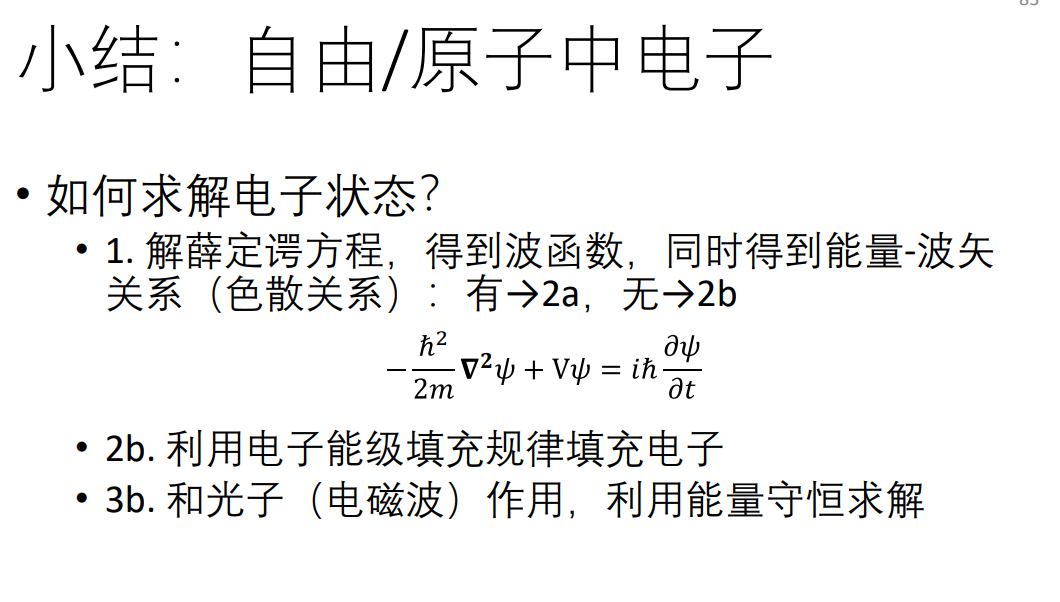 小结：自由/原子中电子
• 如何求解电子状态？
• 1. 解薛定谔方程，得到波函数，同时得到能量-波矢
关系（色散关系）：有→2a，无→2b
−ℏ²/2m 𝛁²ψ + Vψ = iℏ ∂ψ/∂t
• 2b. 利用电子能级填充规律填充电子
• 3b. 和光子（电磁波）作用，利用能量守恒求解